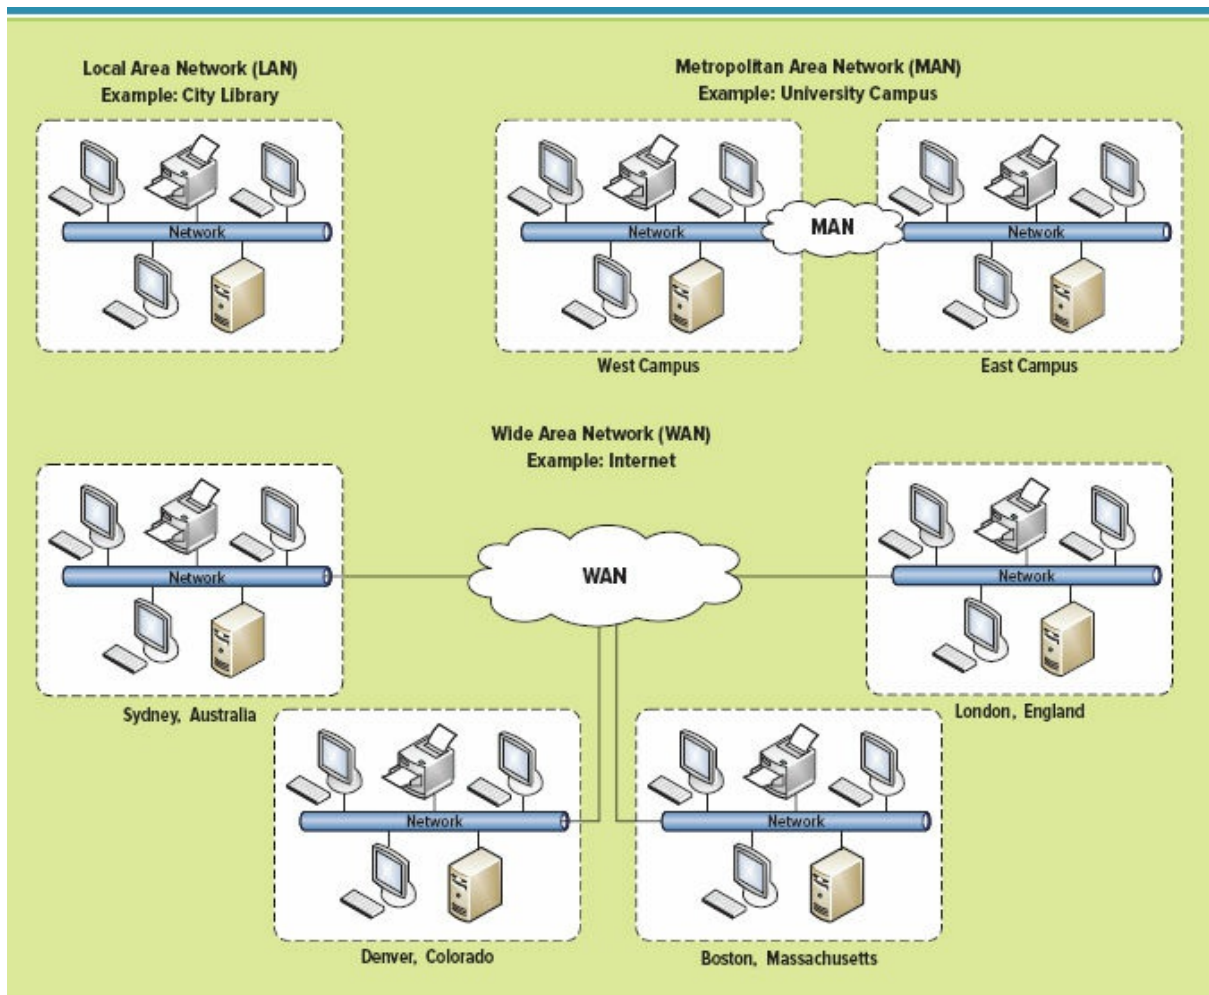 Local Area Network (LAN)
Example: City Library
Network
Metropolitan Area Network (MAN)
Example: University Campus
Network
MAN
Network
West Campus
East Campus
Wide Area Network (WAN)
Example: Internet
Network
WAN
Network
Sydney, Australia
London, England
Network
Network
Denver, Colorado
Boston, Massachusetts